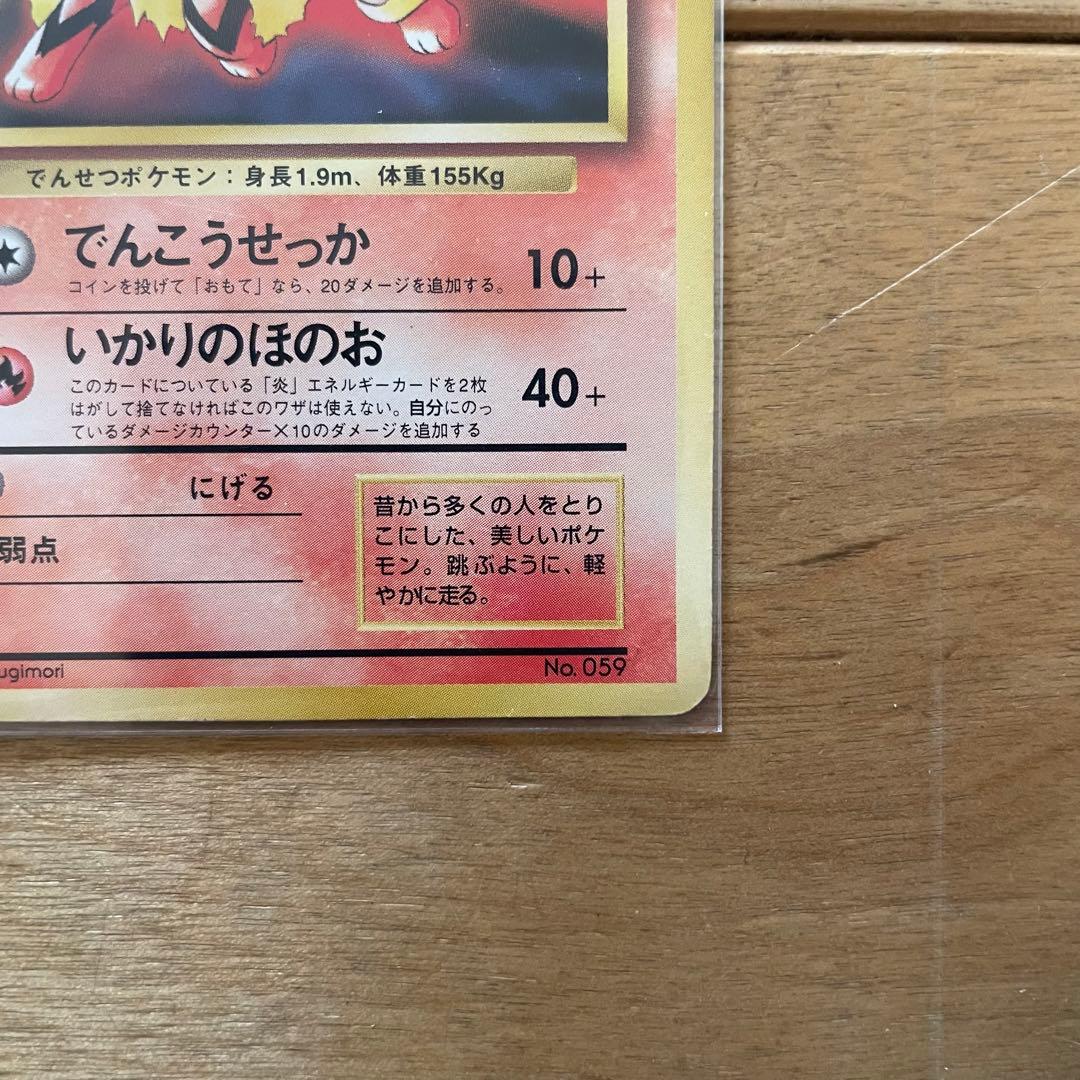 でんせつポケモン：身長1.9m、体重155Kg
でんこうせっか 10+
コインを投げて「おもて」なら、20ダメージを追加する。
いかりのほのお 40+
このカードについている「炎」エネルギーカードを2枚
はがして捨てなければこのワザは使えない。自分にのっ
ているダメージカウンター×10のダメージを追加する
にげる
弱点
昔から多くの人をとり
こにした、美しいポケ
モン。跳ぶように、軽
やかに走る。
ugimori
No. 059